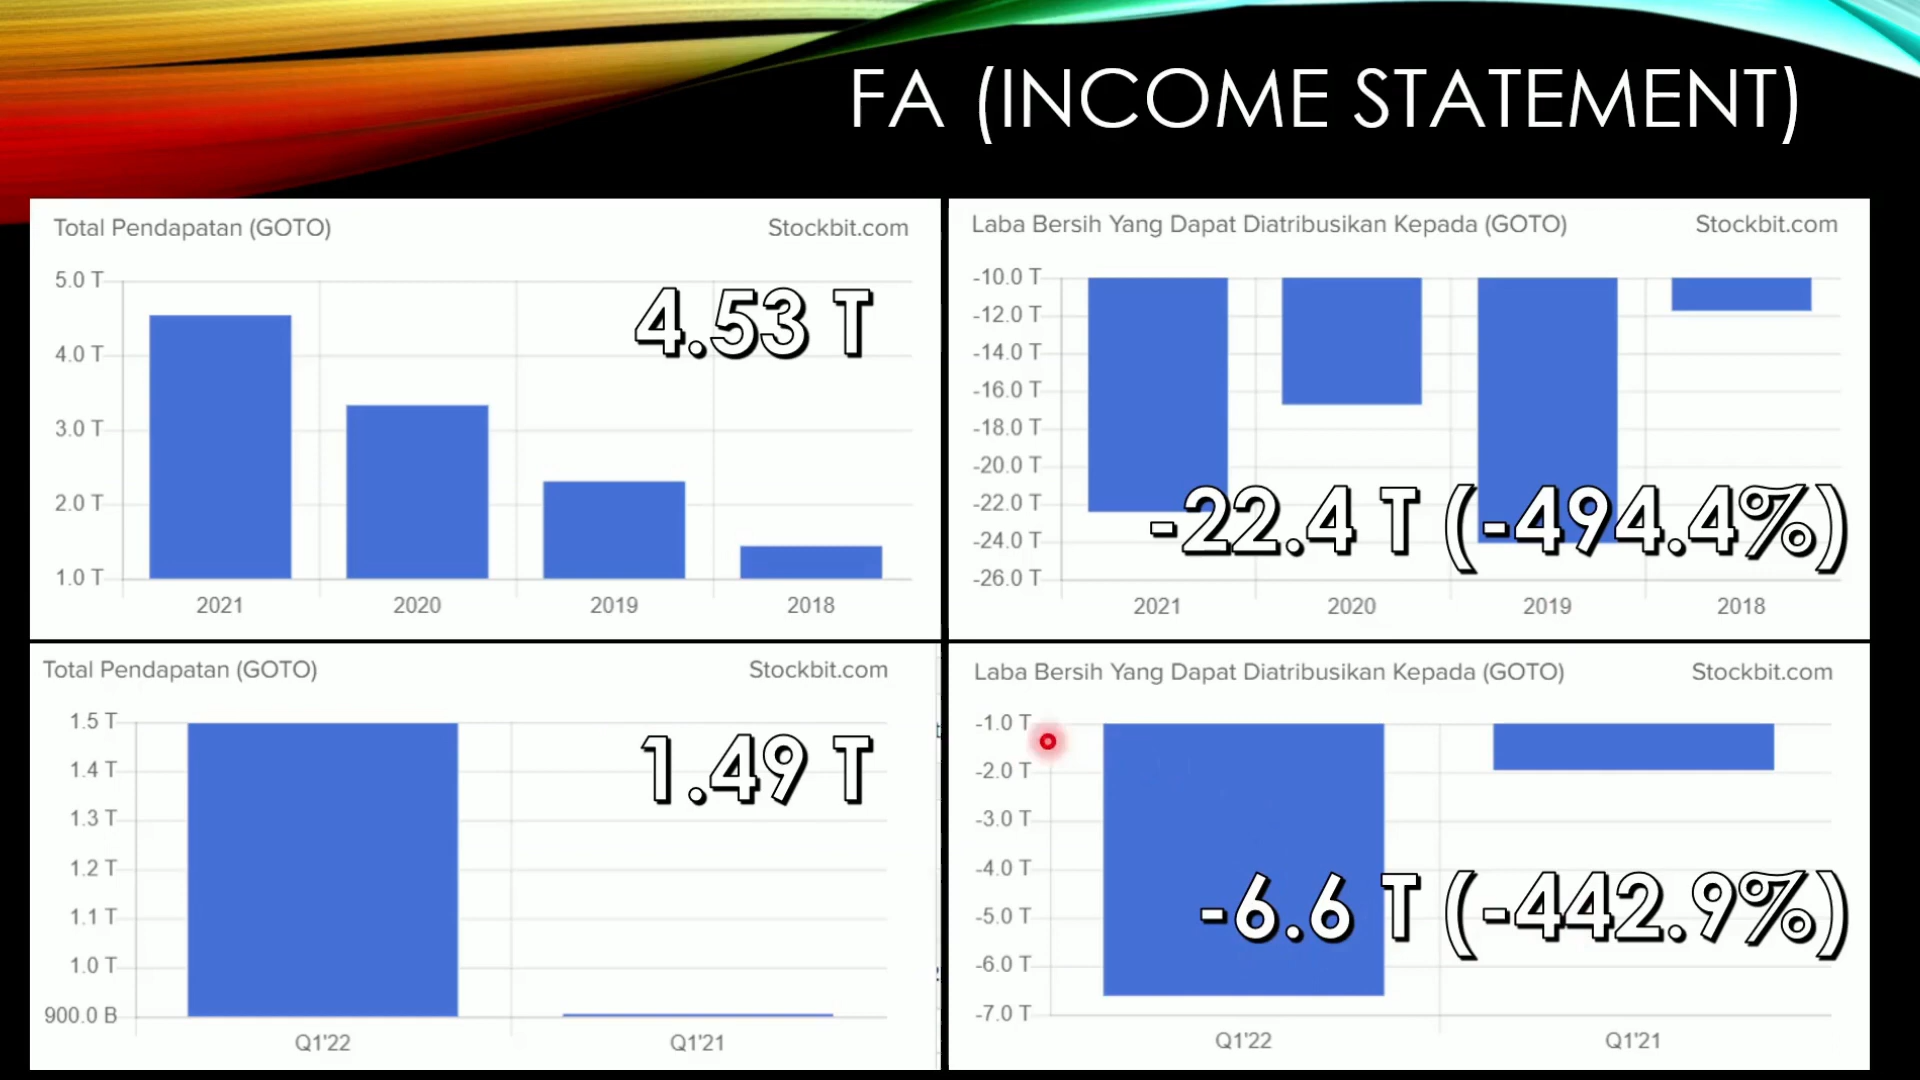 FA (INCOME STATEMENT)
Total Pendapatan (GOTO) Stockbit.com
5.0 T
4.53 T
4.0 T
3.0 T
2.0 T
1.0 T
2021 2020 2019 2018
Laba Bersih Yang Dapat Diatribusikan Kepada (GOTO) Stockbit.com
-10.0 T
-12.0 T
-14.0 T
-16.0 T
-18.0 T
-20.0 T
-22.0 T
-22.4 T (-494.4%)
-24.0 T
-26.0 T
2021 2020 2019 2018
Total Pendapatan (GOTO) Stockbit.com
1.5 T
1.49 T
1.4 T
1.3 T
1.2 T
1.1 T
1.0 T
900.0 B
Q1'22 Q1'21
Laba Bersih Yang Dapat Diatribusikan Kepada (GOTO) Stockbit.com
-1.0 T
-2.0 T
-3.0 T
-4.0 T
-6.6 T (-442.9%)
-5.0 T
-6.0 T
-7.0 T
Q1'22 Q1'21